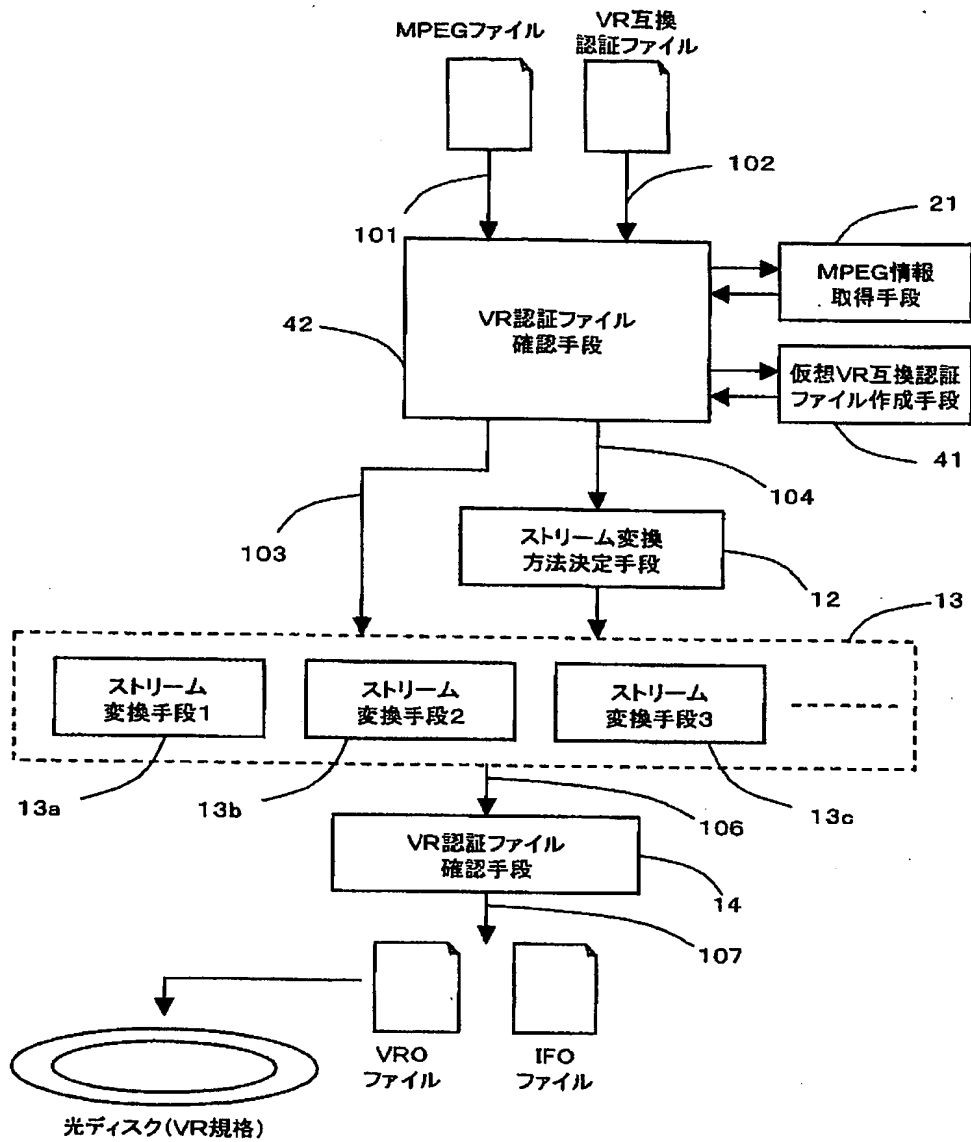 MPEGファイル
VR互換
認証ファイル
101
102
21
MPEG情報
取得手段
VR認証ファイル
確認手段
42
仮想VR互換認証
ファイル作成手段
41
104
103
ストリーム変換
方法決定手段
12
13
ストリーム
変換手段1
ストリーム
変換手段2
ストリーム
変換手段3
13a
13b
13c
106
VR認証ファイル
確認手段
14
107
VRO
ファイル
IFO
ファイル
光ディスク(VR規格)